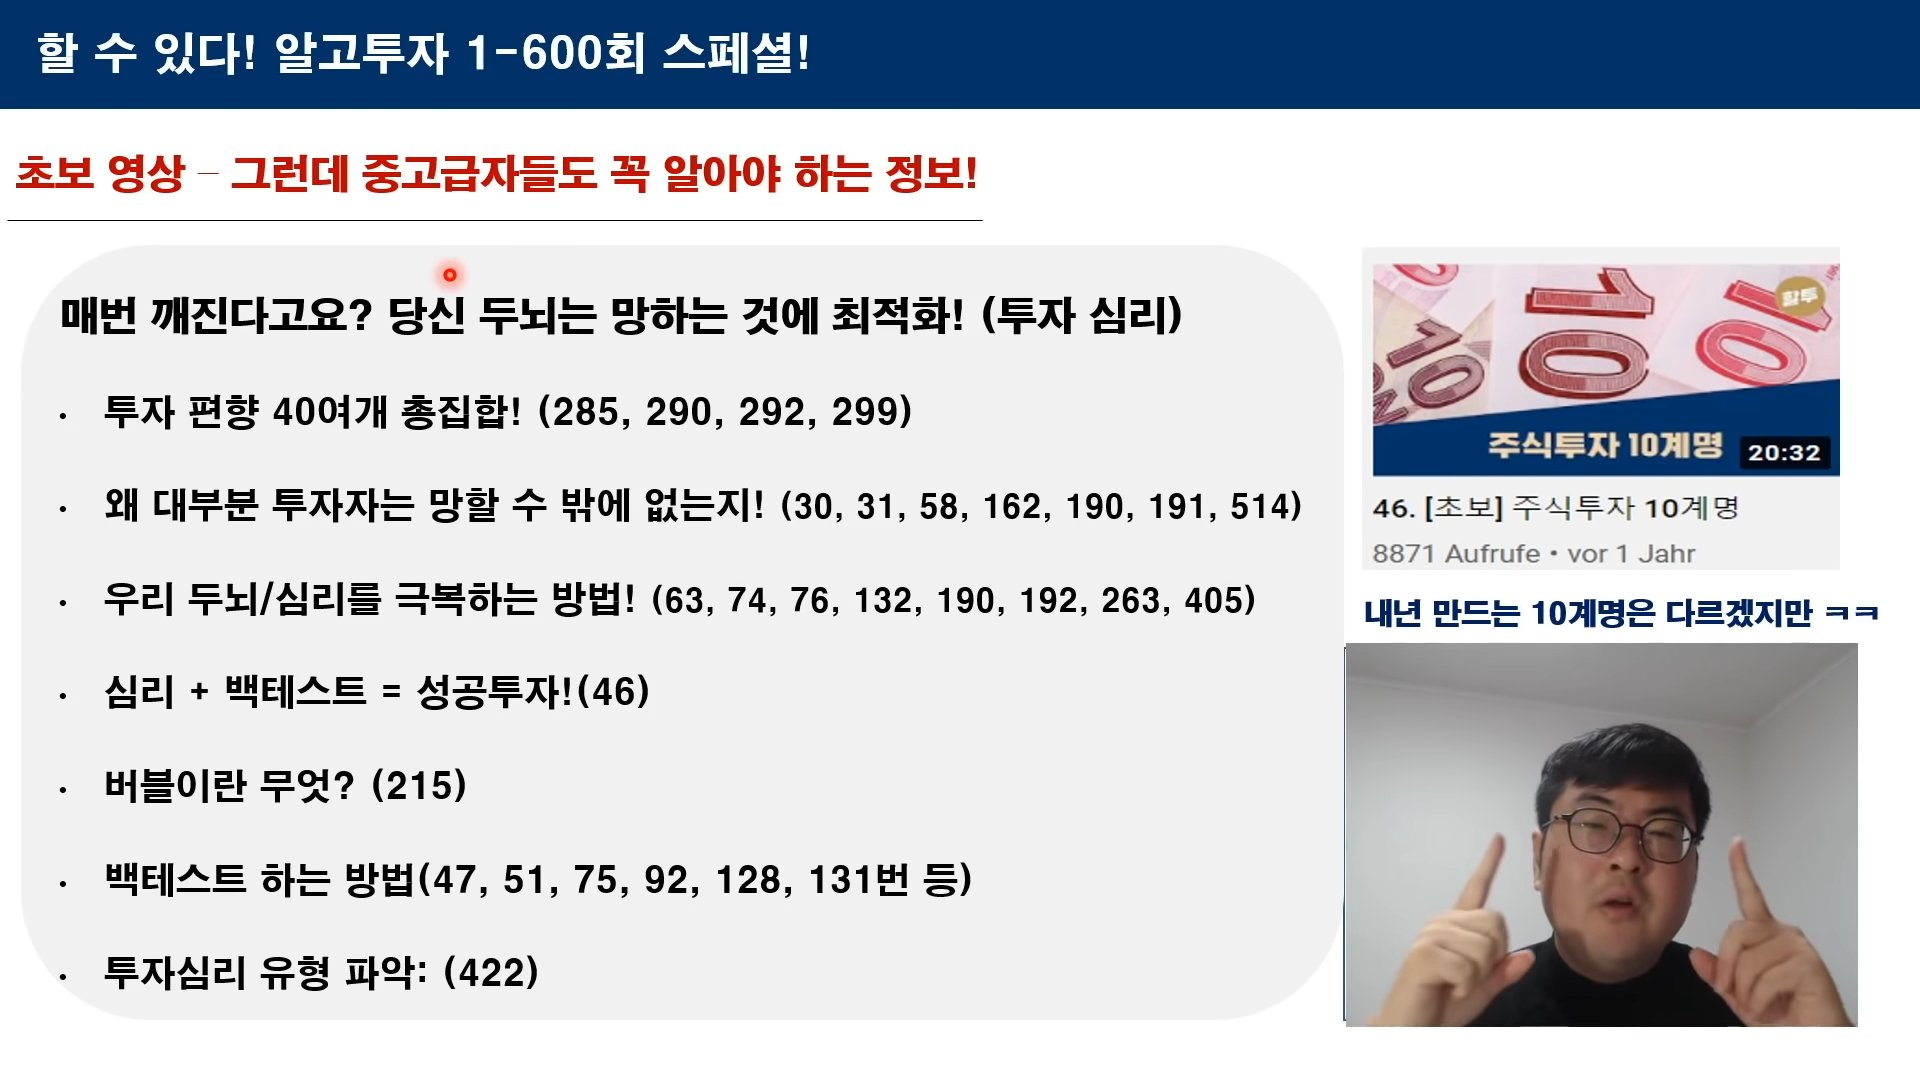 할 수 있다! 알고투자 1-600회 스페셜!
초보 영상 – 그런데 중고급자들도 꼭 알아야 하는 정보!
매번 깨진다고요? 당신 두뇌는 망하는 것에 최적화! (투자 심리)
• 투자 편향 40여개 총집합! (285, 290, 292, 299)
• 왜 대부분 투자자는 망할 수 밖에 없는지! (30, 31, 58, 162, 190, 191, 514)
• 우리 두뇌/심리를 극복하는 방법! (63, 74, 76, 132, 190, 192, 263, 405)
• 심리 + 백테스트 = 성공투자!(46)
• 버블이란 무엇? (215)
• 백테스트 하는 방법(47, 51, 75, 92, 128, 131번 등)
• 투자심리 유형 파악: (422)
10
10
10
할투
주식투자 10계명
20:32
46. [초보] 주식투자 10계명
8871 Aufrufe • vor 1 Jahr
내년 만드는 10계명은 다르겠지만 ㅋㅋ